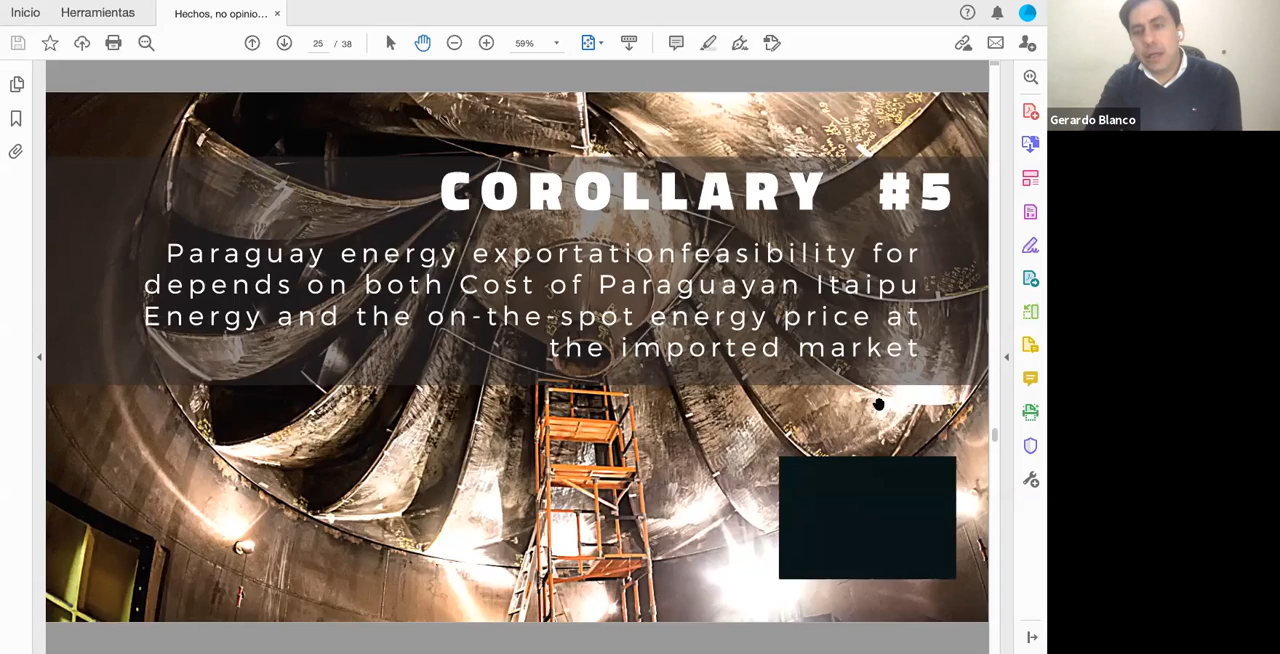 Inicio Herramientas Hechos, no opinio... ×
25 / 38 59%
Gerardo Blanco
COROLLARY #5
Paraguay energy exportationfeasibility for
depends on both Cost of Paraguayan Itaipu
Energy and the on-the-spot energy price at
the imported market